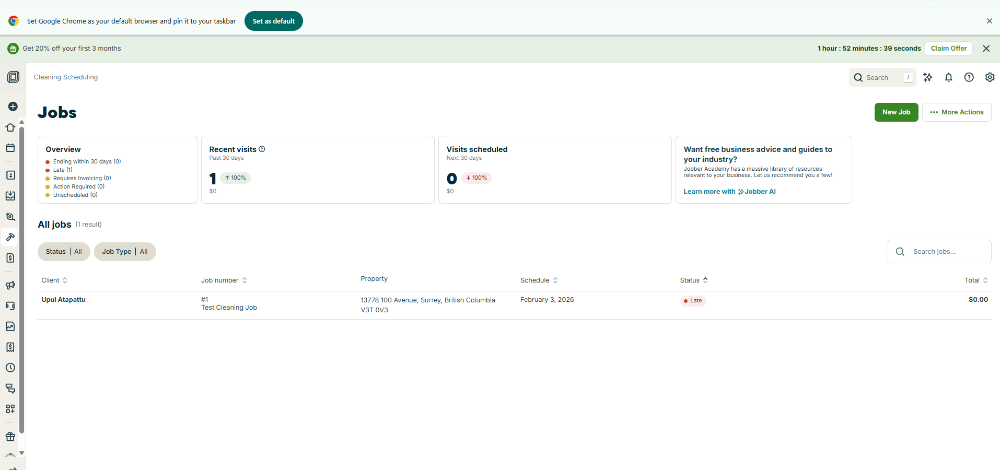 Set Google Chrome as your default browser and pin it to your taskbar
Set as default
Get 20% off your first 3 months
1 hour : 52 minutes : 39 seconds
Claim Offer
Cleaning Scheduling
Search
/
Jobs
New Job
More Actions
Overview
Ending within 30 days (0)
Late (1)
Requires Invoicing (0)
Action Required (0)
Unscheduled (0)
Recent visits
Past 30 days
1 ↑ 100%
$0
Visits scheduled
Next 30 days
0 ↓ 100%
$0
Want free business advice and guides to
your industry?
Jobber Academy has a massive library of resources
relevant to your business. Let us recommend you a few!
Learn more with Jobber AI
All jobs (1 result)
Status | All
Job Type | All
Search jobs...
Client
Job number
Property
Schedule
Status
Total
Upul Atapattu
#1
Test Cleaning Job
13778 100 Avenue, Surrey, British Columbia
V3T 0V3
February 3, 2026
Late
$0.00